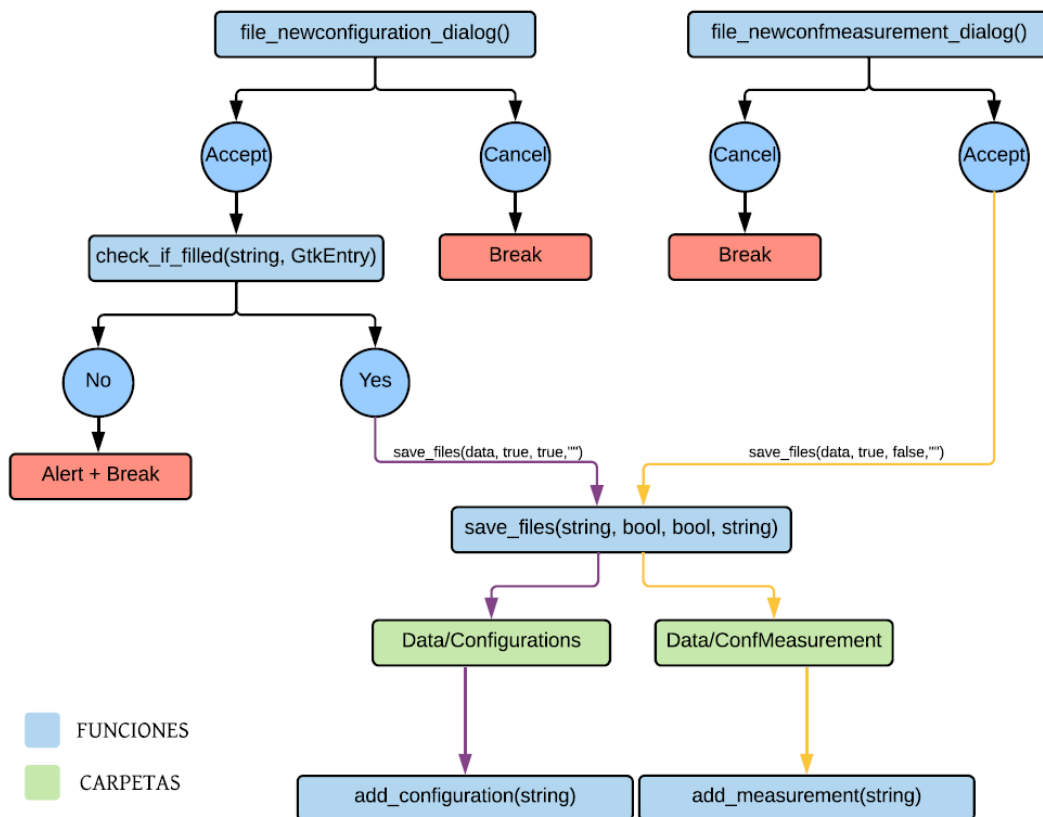 file_newconfiguration_dialog()
file_newconfmeasurement_dialog()
Accept
Cancel
Cancel
Accept
check_if_filled(string, GtkEntry)
Break
Break
No
Yes
Alert + Break
save_files(data, true, true,"")
save_files(data, true, false,"")
save_files(string, bool, bool, string)
Data/Configurations
Data/ConfMeasurement
FUNCIONES
CARPETAS
add_configuration(string)
add_measurement(string)